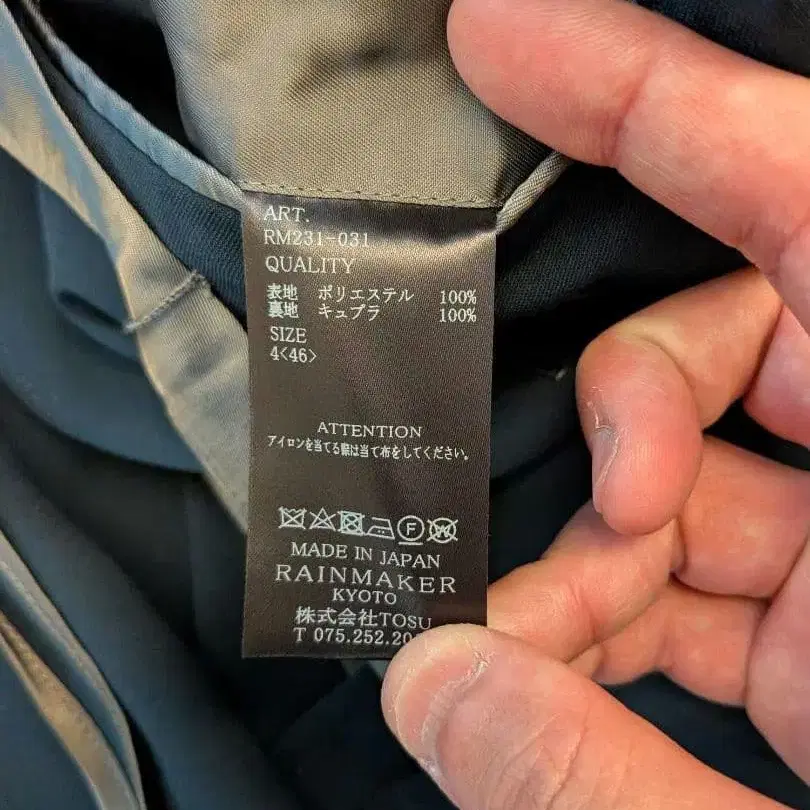 ART.
RM231-031
QUALITY
表地 ポリエステル 100%
裏地 キュプラ 100%
SIZE
4<46>
ATTENTION
アイロンを当てる際は当て布をしてください。
F W
MADE IN JAPAN
RAINMAKER
KYOTO
株式会社TOSU
T 075.252.20